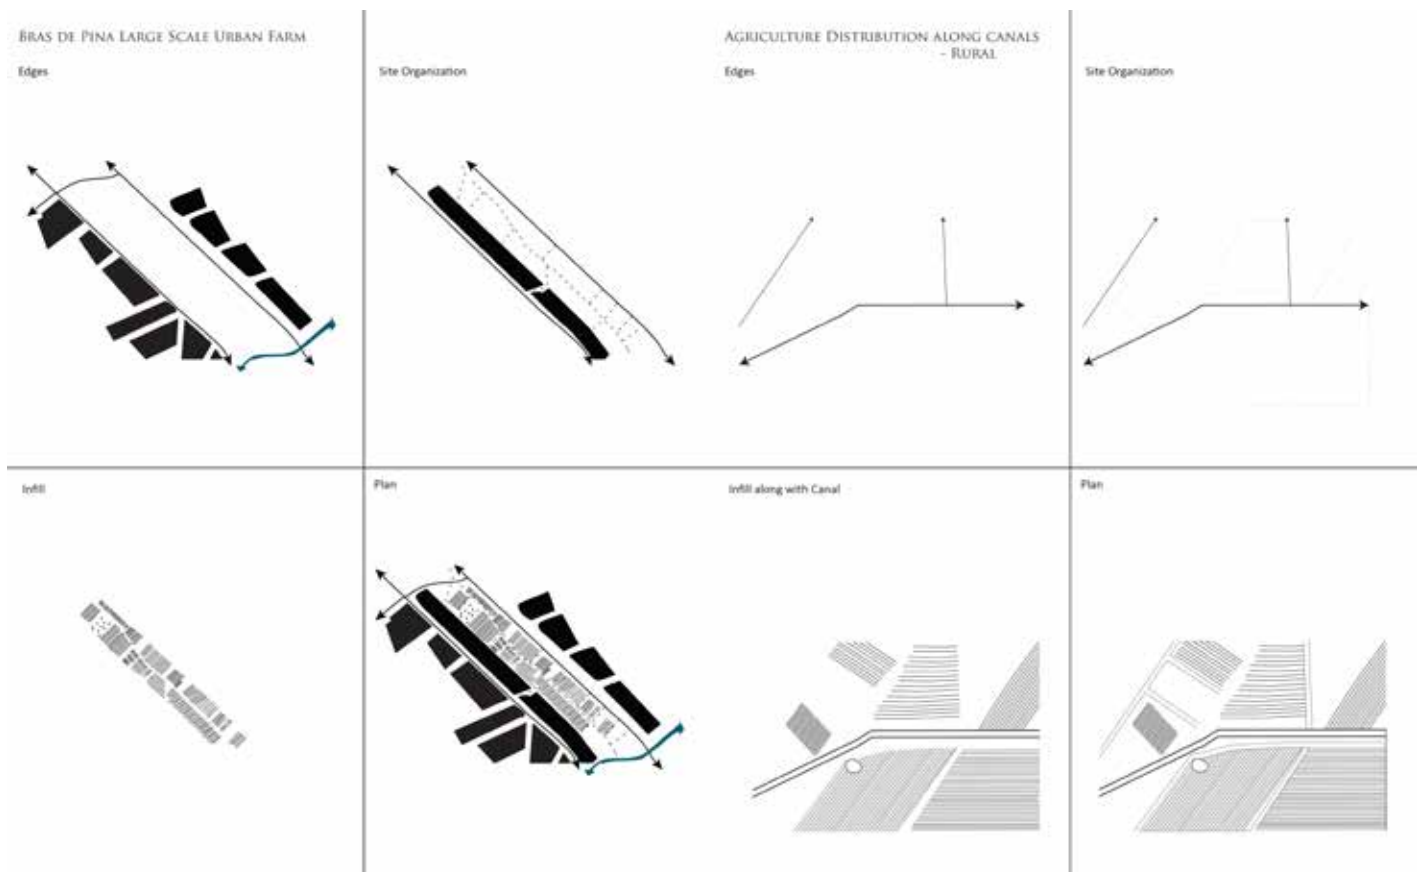 BRAS DE PINA LARGE SCALE URBAN FARM
Edges
Site Organization
AGRICULTURE DISTRIBUTION ALONG CANALS
- RURAL
Edges
Site Organization
Infill
Plan
Infill along with Canal
Plan